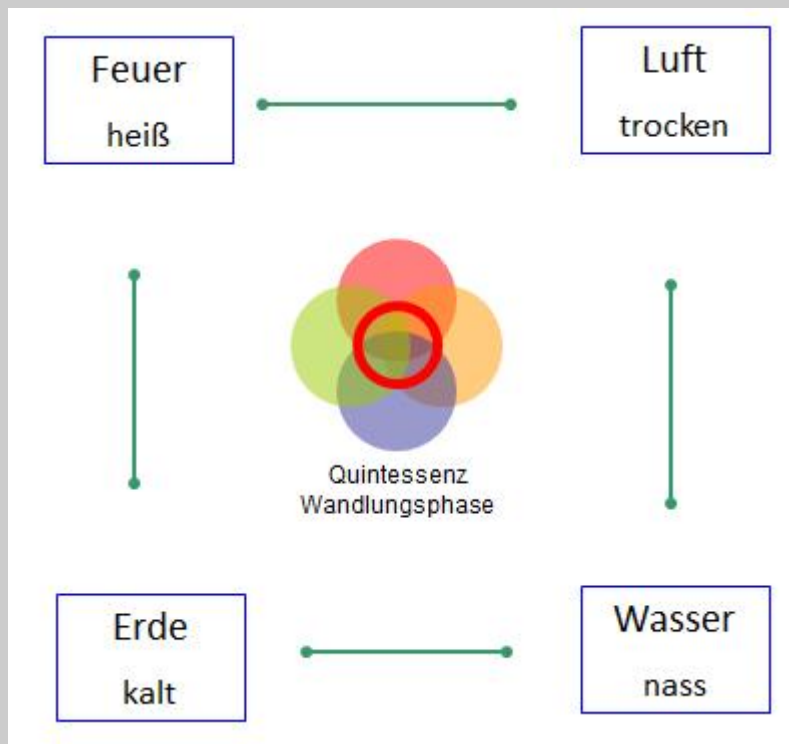 Feuer
heiß
Luft
trocken
Quintessenz
Wandlungsphase
Erde
kalt
Wasser
nass